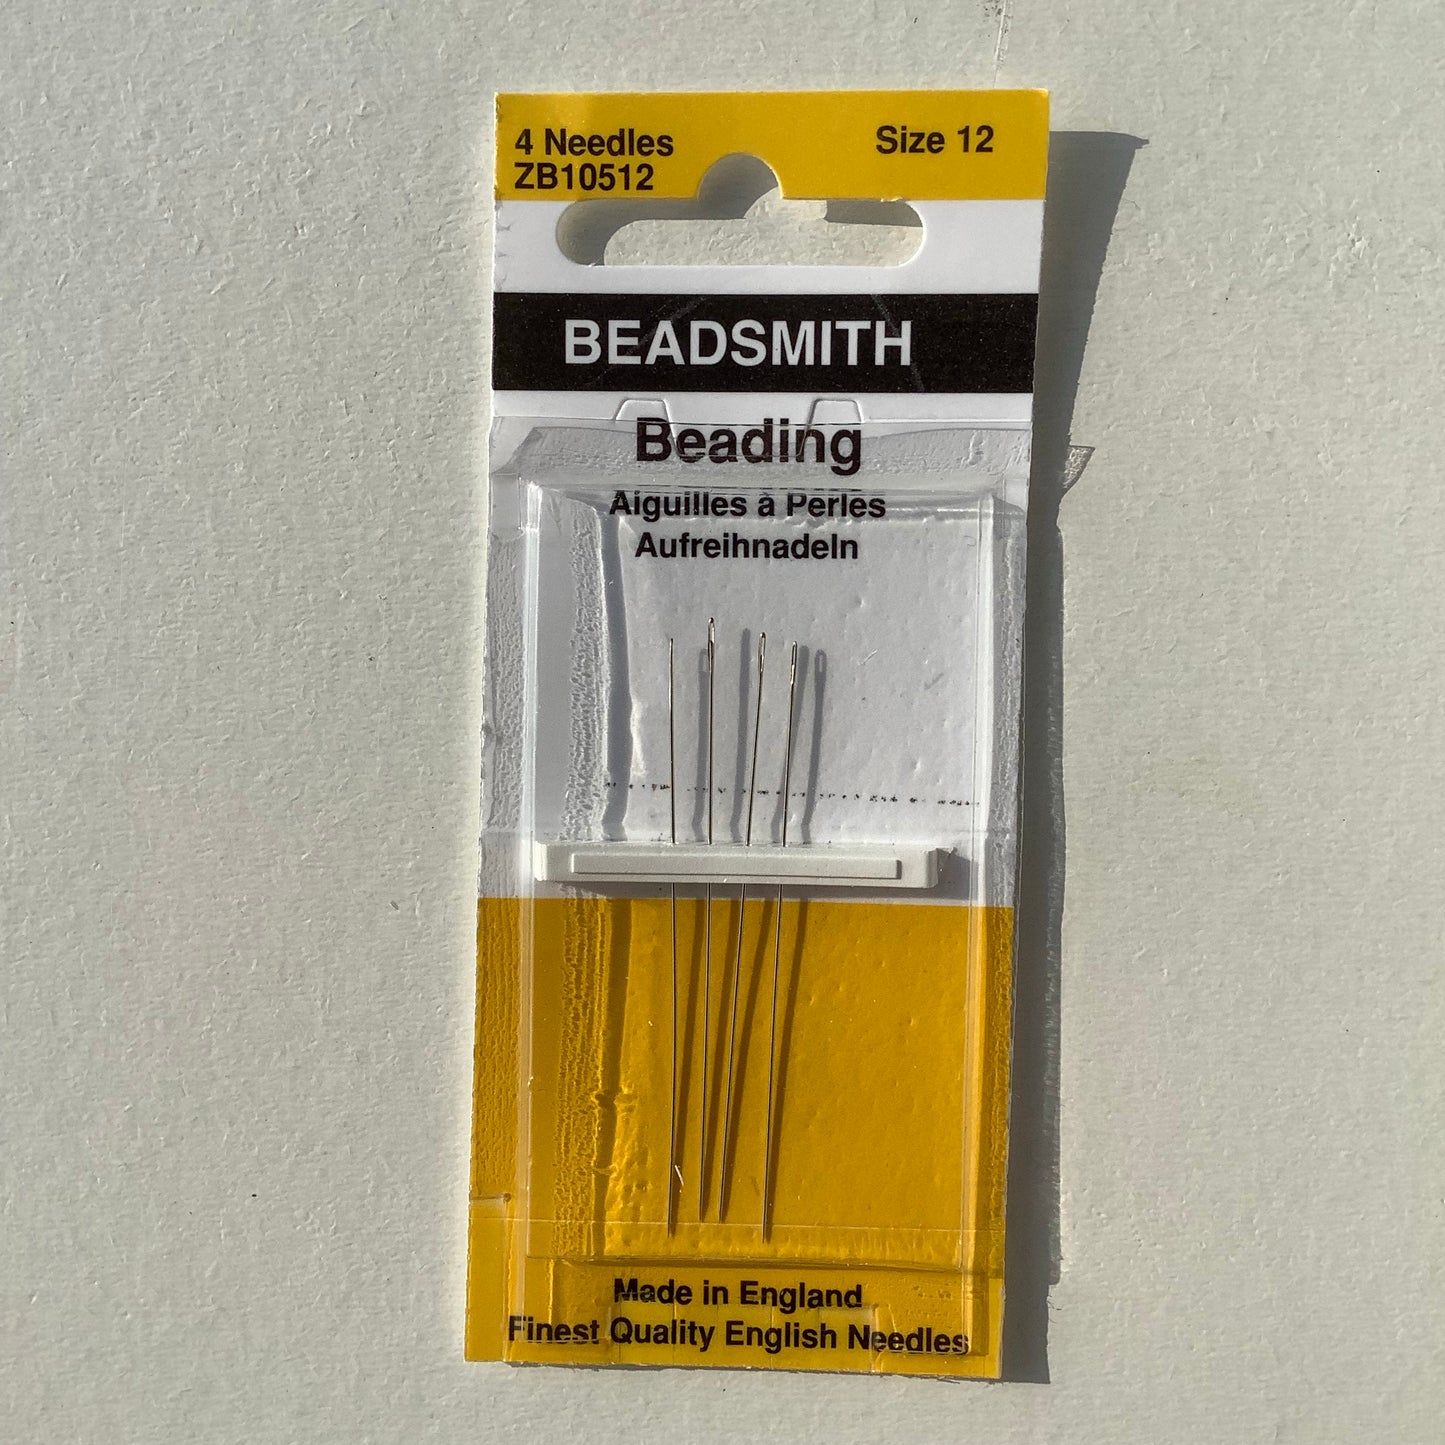 4 Needles
ZB10512
Size 12
BEADSMITH
Beading
Aiguilles à Perles
Aufreihnadeln
Made in England
Finest Quality English Needles